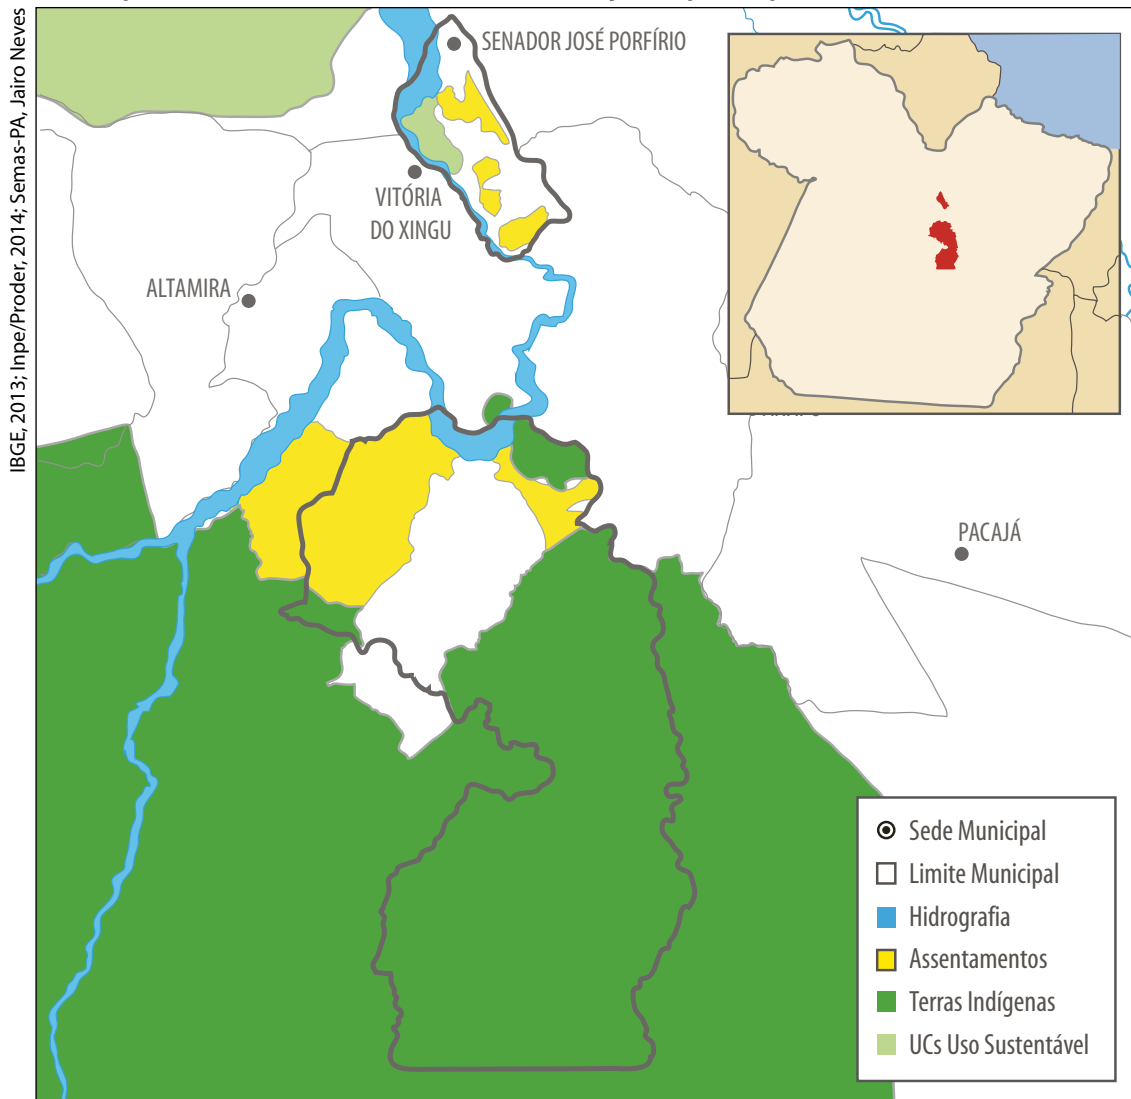 IBGE, 2013; Inpe/Proder, 2014; Semas-PA, Jairo Neves
SENADOR JOSÉ PORFÍRIO
VITÓRIA
DO XINGU
ALTAMIRA
PACAJÁ
Sede Municipal
Limite Municipal
Hidrografia
Assentamentos
Terras Indígenas
UCs Uso Sustentável